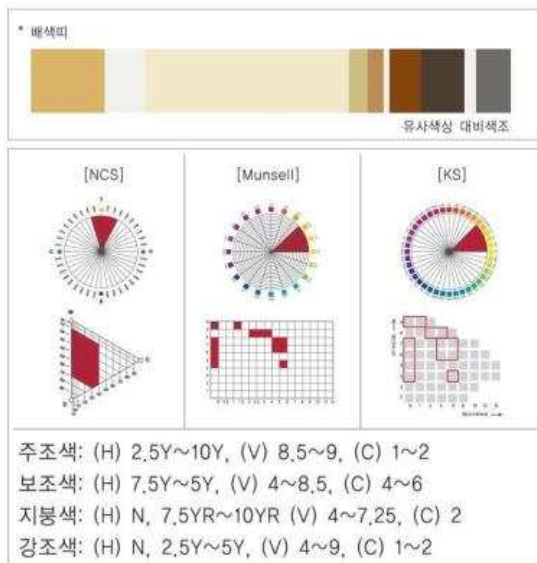 * 배색띠
유사색상 대비색조
[NCS] [Munsell] [KS]
주조색: (H) 2.5Y~10Y, (V) 8.5~9, (C) 1~2
보조색: (H) 7.5Y~5Y, (V) 4~8.5, (C) 4~6
지붕색: (H) N, 7.5YR~10YR (V) 4~7.25, (C) 2
강조색: (H) N, 2.5Y~5Y, (V) 4~9, (C) 1~2